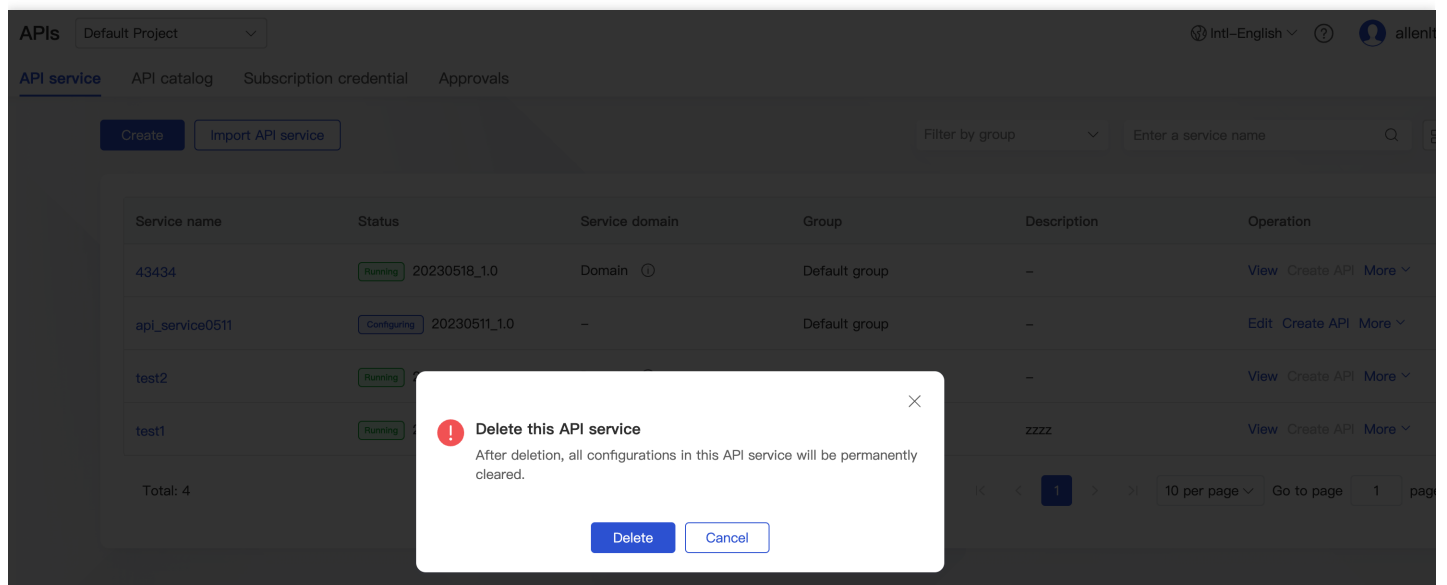 APIs Default Project Intl-English allenlt
API service API catalog Subscription credential Approvals
Create Import API service Filter by group Enter a service name
Service name Status Service domain Group Description Operation
43434 Running 20230518_1.0 Domain Default group – View Create API More
api_service0511 Configuring 20230511_1.0 – Default group – Edit Create API More
test2 Running – View Create API More
test1 Running zzzz View Create API More
Delete this API service
After deletion, all configurations in this API service will be permanently
cleared.
Total: 4 1 10 per page Go to page 1 page
Delete Cancel